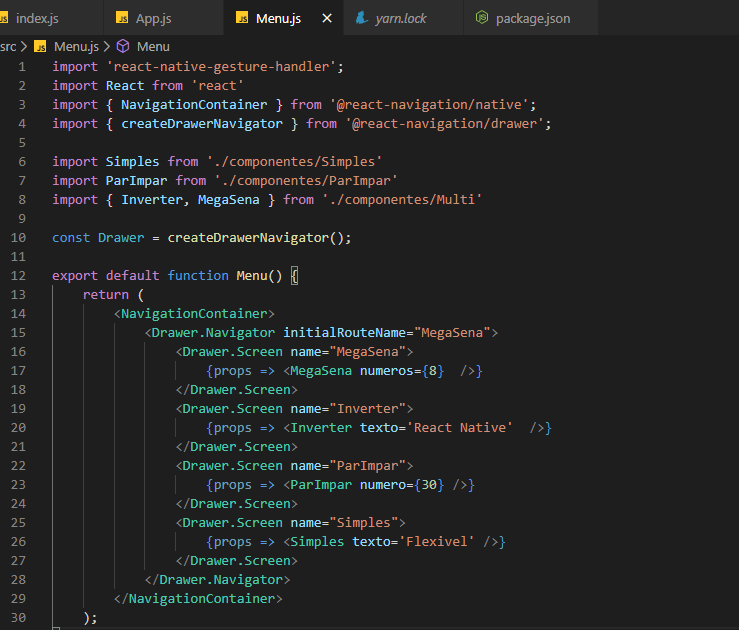 JS index.js JS App.js JS Menu.js × yarn.lock JS package.json
src > JS Menu.js > Menu
1 import 'react-native-gesture-handler';
2 import React from 'react'
3 import { NavigationContainer } from '@react-navigation/native';
4 import { createDrawerNavigator } from '@react-navigation/drawer';
5
6 import Simples from './componentes/Simples'
7 import ParImpar from './componentes/ParImpar'
8 import { Inverter, MegaSena } from './componentes/Multi'
9
10 const Drawer = createDrawerNavigator();
11
12 export default function Menu() {
13     return (
14         <NavigationContainer>
15             <Drawer.Navigator initialRouteName="MegaSena">
16                 <Drawer.Screen name="MegaSena">
17                     {props => <MegaSena numeros={8}  />}
18                 </Drawer.Screen>
19                 <Drawer.Screen name="Inverter">
20                     {props => <Inverter texto='React Native'  />}
21                 </Drawer.Screen>
22                 <Drawer.Screen name="ParImpar">
23                     {props => <ParImpar numero={30} />}
24                 </Drawer.Screen>
25                 <Drawer.Screen name="Simples">
26                     {props => <Simples texto='Flexivel' />}
27                 </Drawer.Screen>
28             </Drawer.Navigator>
29         </NavigationContainer>
30     );